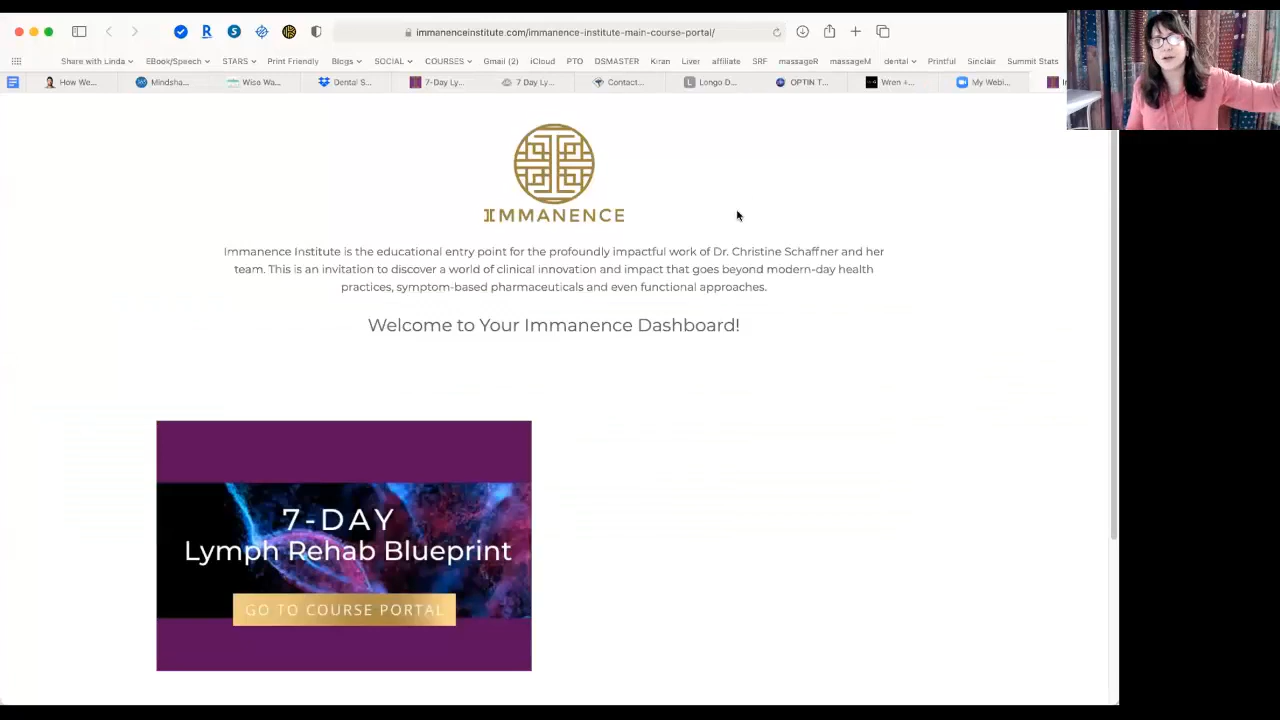 immanenceinstitute.com/immanence-institute-main-course-portal/
Share with Linda EBook/Speech STARS Print Friendly Blogs SOCIAL COURSES Gmail (2) iCloud PTO DSMASTER Kiran Liver affiliate SRF massageR massageM dental Printful Sinclair Summit Stats
How We... Mindsha... Wise Wa... Dental S... 7-Day Ly... 7 Day Ly... Contact... Longo D... OPTIN T... Wren + My Webi...
IMMANENCE
Immanence Institute is the educational entry point for the profoundly impactful work of Dr. Christine Schaffner and her
team. This is an invitation to discover a world of clinical innovation and impact that goes beyond modern-day health
practices, symptom-based pharmaceuticals and even functional approaches.
Welcome to Your Immanence Dashboard!
7-DAY
Lymph Rehab Blueprint
GO TO COURSE PORTAL